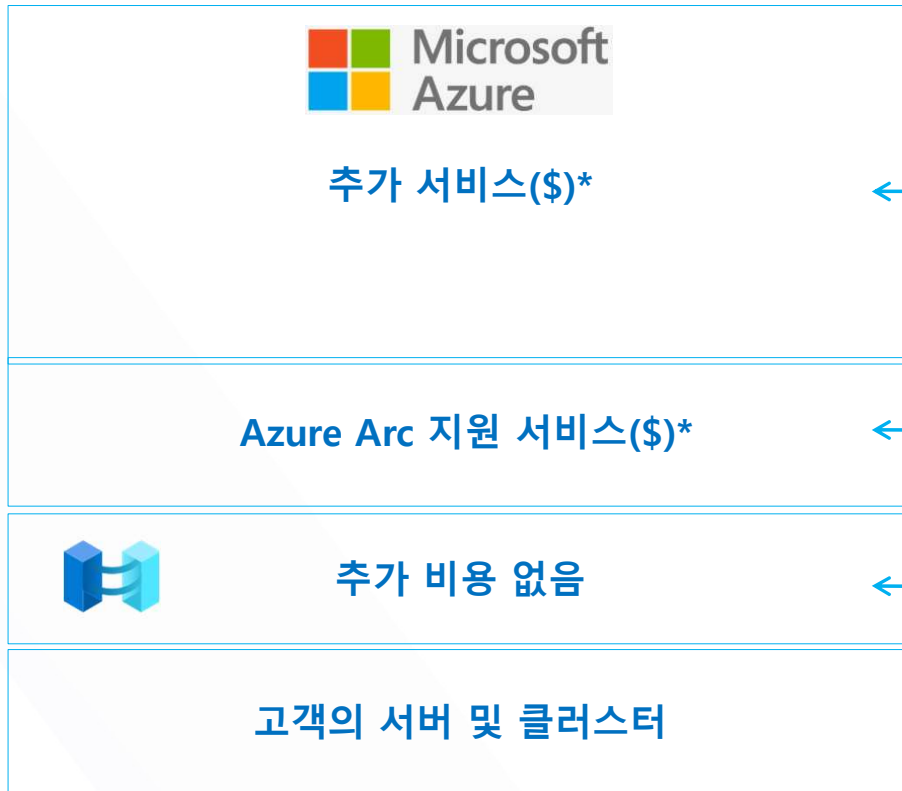 Microsoft
Azure
추가 서비스($)*
Azure Arc 지원 서비스($)*
추가 비용 없음
고객의 서버 및 클러스터